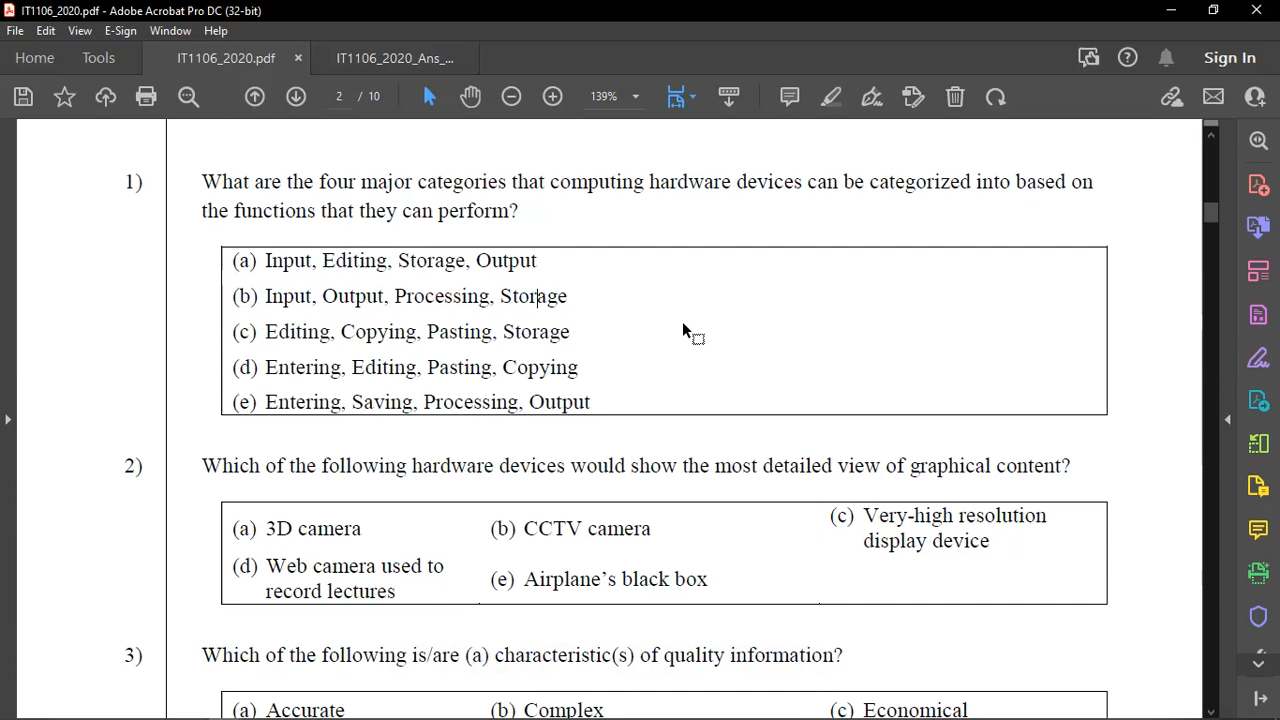 IT1106_2020.pdf - Adobe Acrobat Pro DC (32-bit)
File Edit View E-Sign Window Help
Home Tools IT1106_2020.pdf × IT1106_2020_Ans_... Sign In
2 / 10 139%
1) What are the four major categories that computing hardware devices can be categorized into based on
the functions that they can perform?
(a) Input, Editing, Storage, Output
(b) Input, Output, Processing, Storage
(c) Editing, Copying, Pasting, Storage
(d) Entering, Editing, Pasting, Copying
(e) Entering, Saving, Processing, Output
2) Which of the following hardware devices would show the most detailed view of graphical content?
(a) 3D camera (b) CCTV camera (c) Very-high resolution
display device
(d) Web camera used to
record lectures (e) Airplane’s black box
3) Which of the following is/are (a) characteristic(s) of quality information?
(a) Accurate (b) Complex (c) Economical